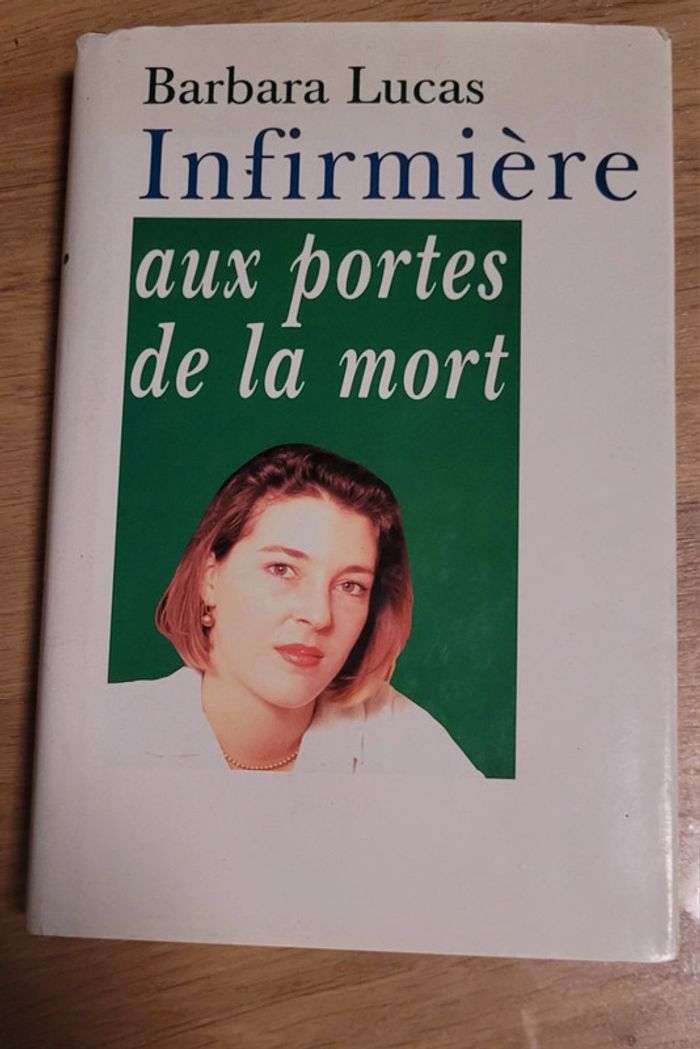 Barbara Lucas
Infirmière
aux portes
de la mort